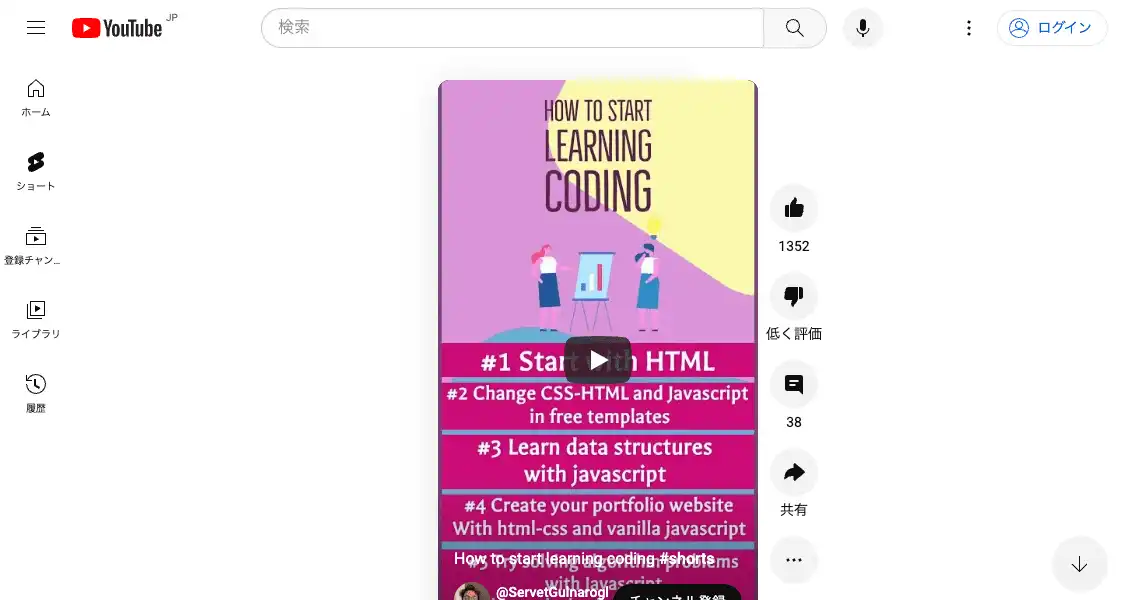 YouTube JP
検索
ログイン
ホーム
ショート
登録チャン...
ライブラリ
履歴
HOW TO START
LEARNING
CODING
#1 Start with HTML
#2 Change CSS-HTML and Javascript
in free templates
#3 Learn data structures
with javascript
#4 Create your portfolio website
With html-css and vanilla javascript
#5 Try solving algorithm problems
with Javascript
How to start learning coding #shorts
@ServetGulnarogl
チャンネル登録
1352
低く評価
38
共有